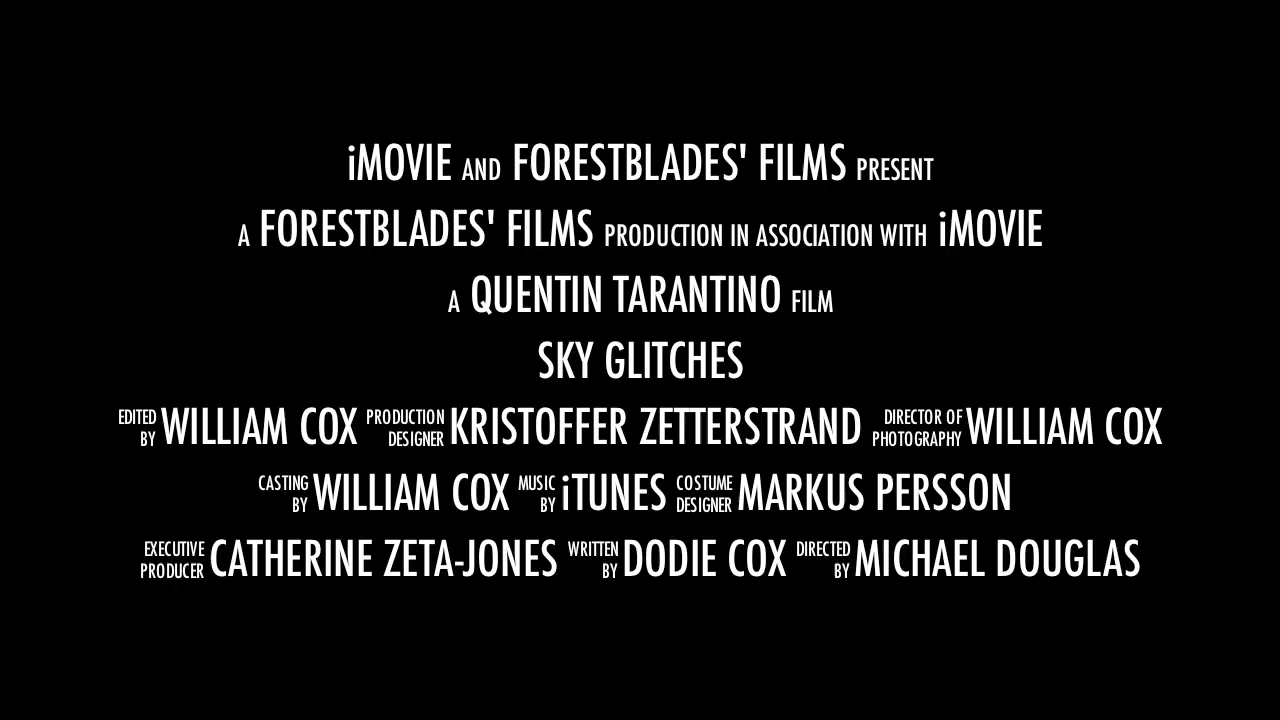 iMOVIE AND FORESTBLADES' FILMS PRESENT
A FORESTBLADES' FILMS PRODUCTION IN ASSOCIATION WITH iMOVIE
A QUENTIN TARANTINO FILM
SKY GLITCHES
EDITED BY WILLIAM COX PRODUCTION DESIGNER KRISTOFFER ZETTERSTRAND DIRECTOR OF PHOTOGRAPHY WILLIAM COX
CASTING BY WILLIAM COX MUSIC BY iTUNES COSTUME DESIGNER MARKUS PERSSON
EXECUTIVE PRODUCER CATHERINE ZETA-JONES WRITTEN BY DODIE COX DIRECTED BY MICHAEL DOUGLAS